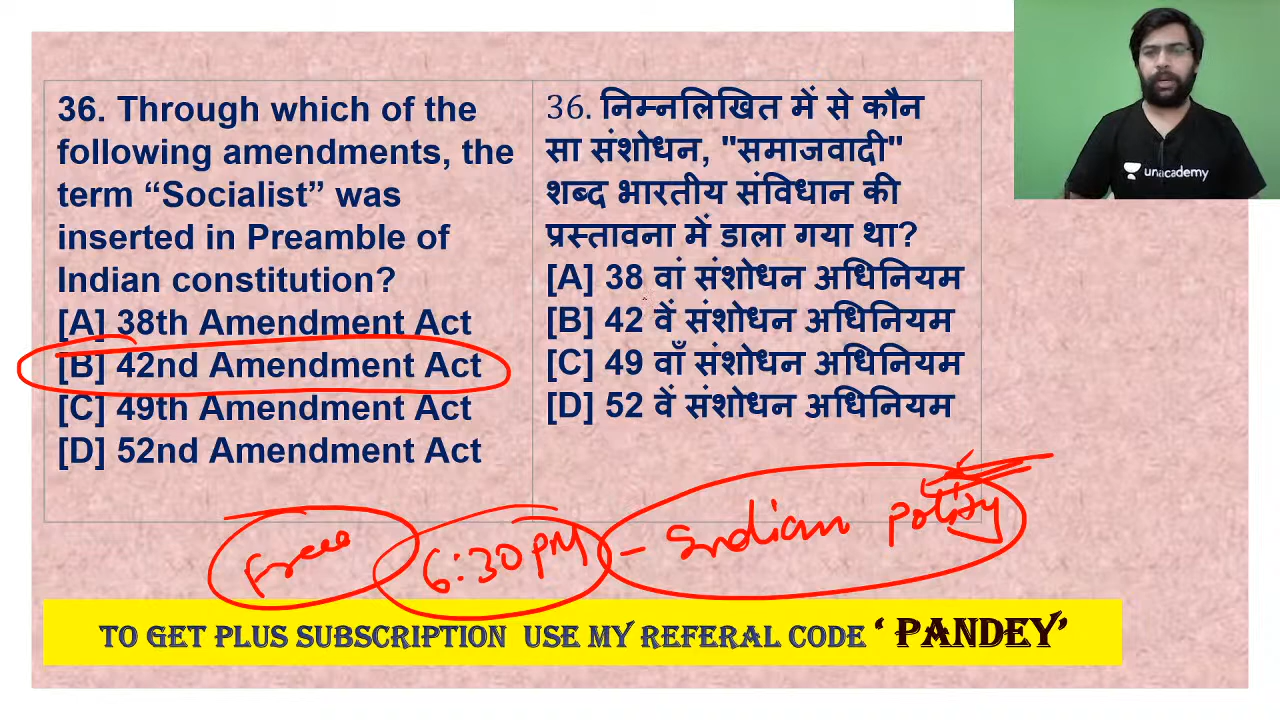 36. Through which of the
following amendments, the
term “Socialist” was
inserted in Preamble of
Indian constitution?
[A] 38th Amendment Act
[B] 42nd Amendment Act
[C] 49th Amendment Act
[D] 52nd Amendment Act
36. निम्नलिखित में से कौन
सा संशोधन, "समाजवादी"
शब्द भारतीय संविधान की
प्रस्तावना में डाला गया था?
[A] 38 वां संशोधन अधिनियम
[B] 42 वें संशोधन अधिनियम
[C] 49 वाँ संशोधन अधिनियम
[D] 52 वें संशोधन अधिनियम
unacademy
Free 6:30 PM - Indian polity
TO GET PLUS SUBSCRIPTION USE MY REFERAL CODE ‘ PANDEY’